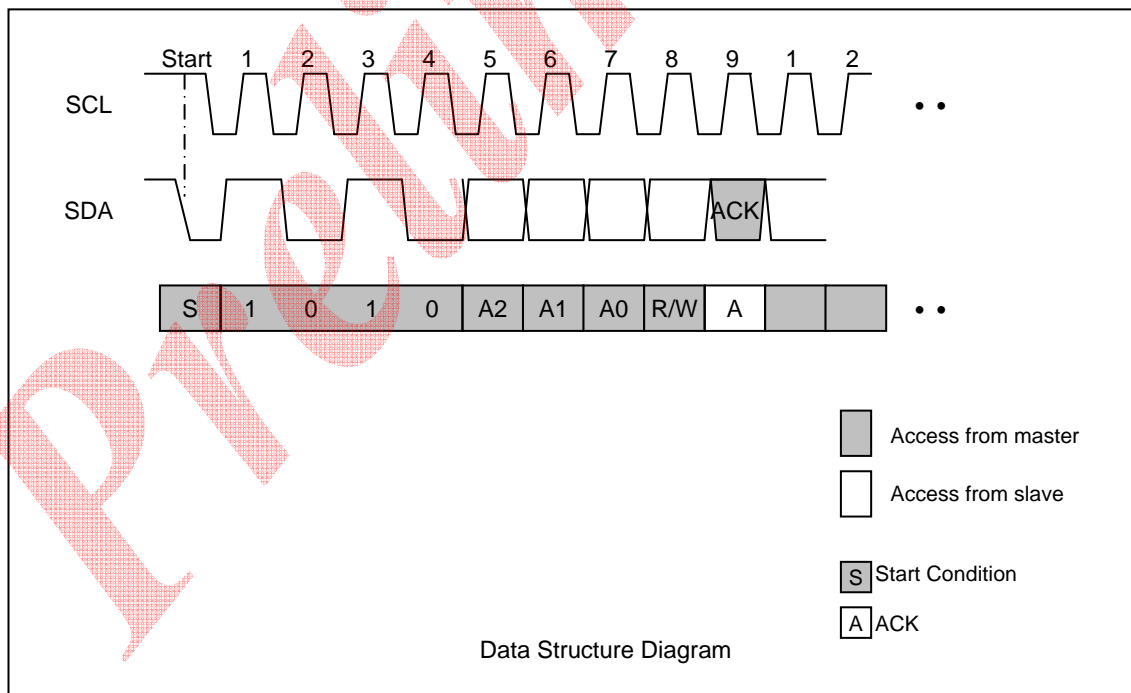 Start 1 2 3 4 5 6 7 8 9 1 2
SCL
SDA
ACK
S 1 0 1 0 A2 A1 A0 R/W A
Access from master
Access from slave
S Start Condition
A ACK
Data Structure Diagram